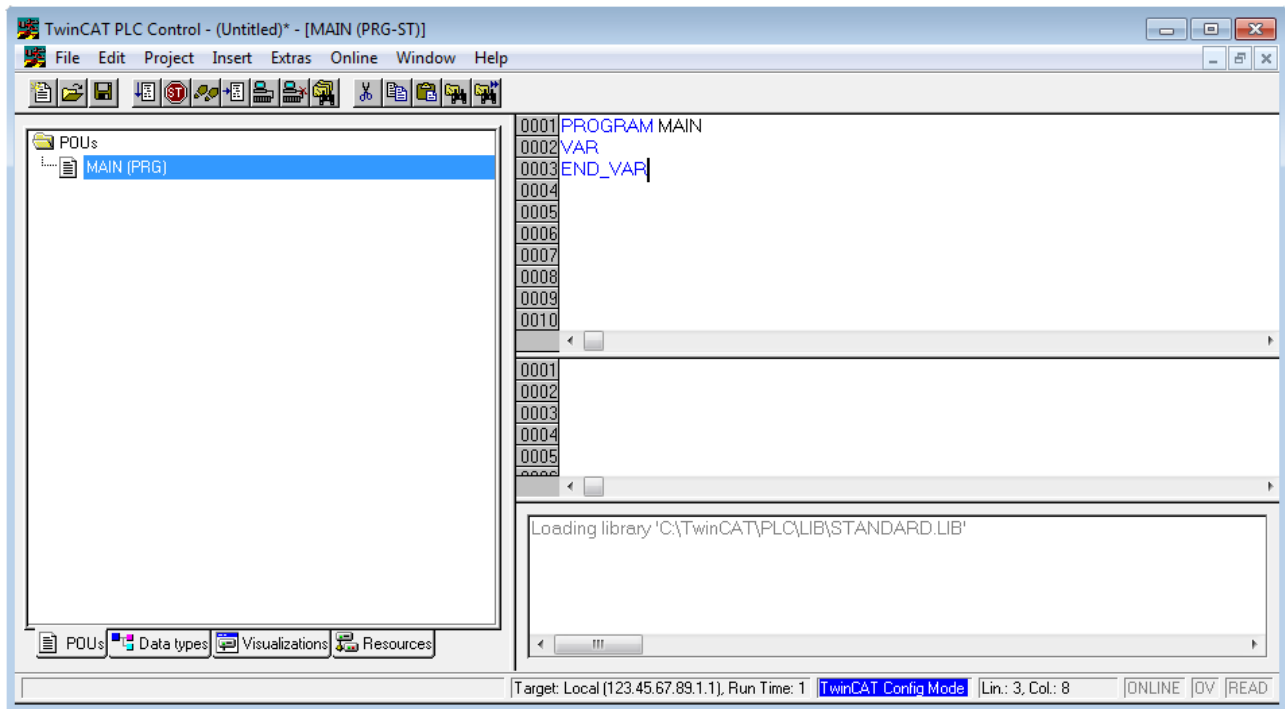 TwinCAT PLC Control - (Untitled)* - [MAIN (PRG-ST)]
File Edit Project Insert Extras Online Window Help
POUs
MAIN (PRG)
0001 PROGRAM MAIN
0002 VAR
0003 END_VAR
0004
0005
0006
0007
0008
0009
0010
0001
0002
0003
0004
0005
Loading library 'C:\TwinCAT\PLC\LIB\STANDARD.LIB'
POUs Data types Visualizations Resources
Target: Local (123.45.67.89.1.1), Run Time: 1 TwinCAT Config Mode Lin.: 3, Col.: 8 ONLINE OV READ